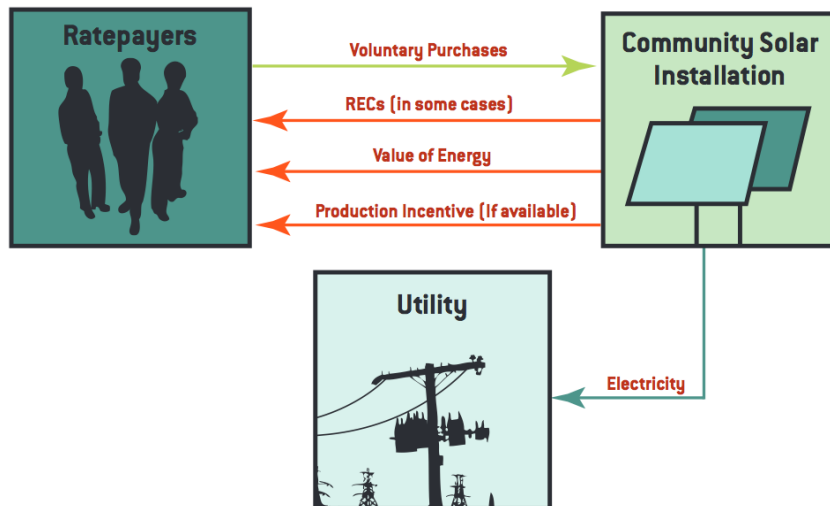 Ratepayers
Voluntary Purchases
Community Solar
Installation
RECs (in some cases)
Value of Energy
Production Incentive (If available)
Utility
Electricity